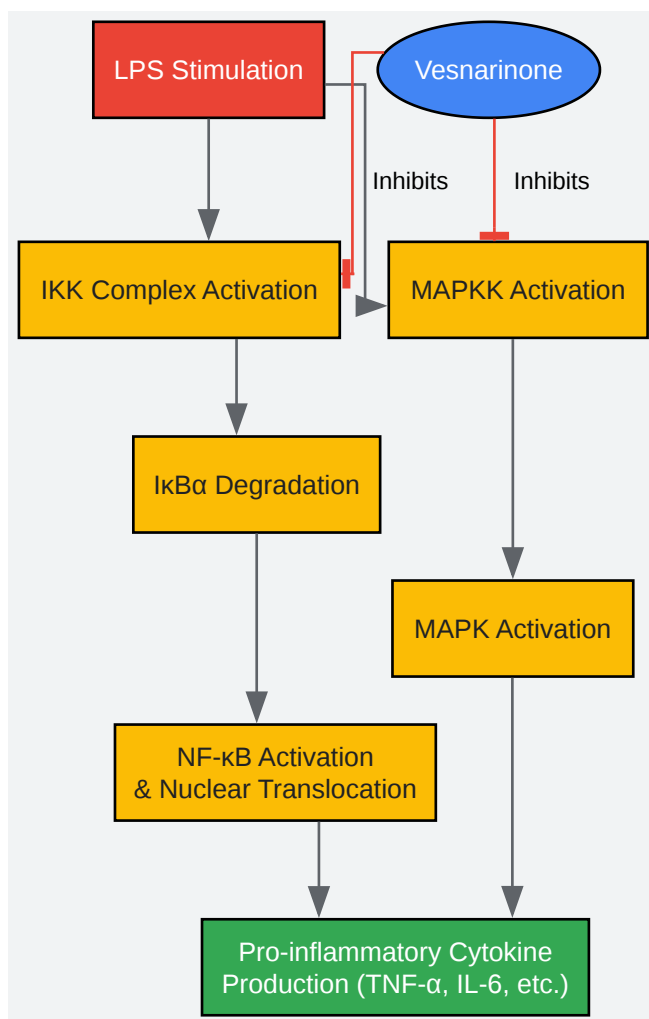 LPS Stimulation
Vesnarinone
Inhibits
Inhibits
IKK Complex Activation
MAPKK Activation
IκBα Degradation
MAPK Activation
NF-κB Activation
& Nuclear Translocation
Pro-inflammatory Cytokine
Production (TNF-α, IL-6, etc.)